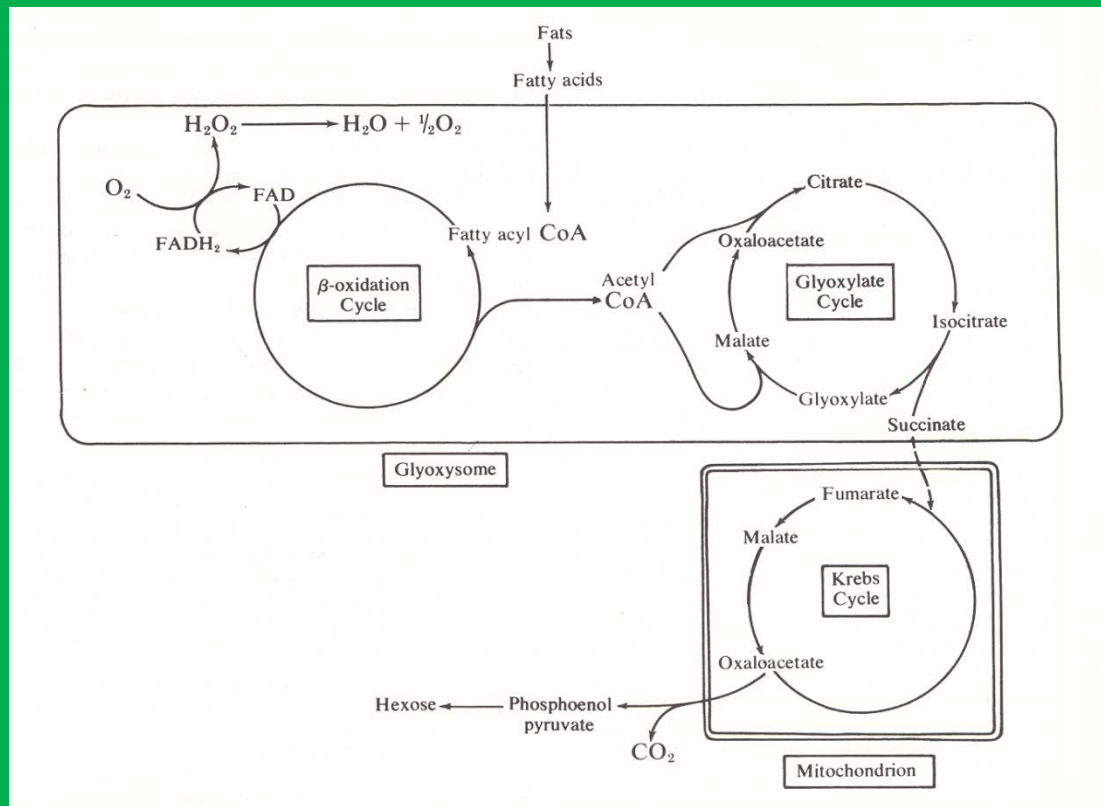 Fats
Fatty acids
H₂O₂ H₂O + ½O₂
O₂
FAD
FADH₂
Fatty acyl CoA
β-oxidation
Cycle
Acetyl
CoA
Citrate
Oxaloacetate
Glyoxylate
Cycle
Isocitrate
Malate
Glyoxylate
Succinate
Glyoxysome
Fumarate
Malate
Krebs
Cycle
Oxaloacetate
Hexose
Phosphoenol
pyruvate
CO₂
Mitochondrion